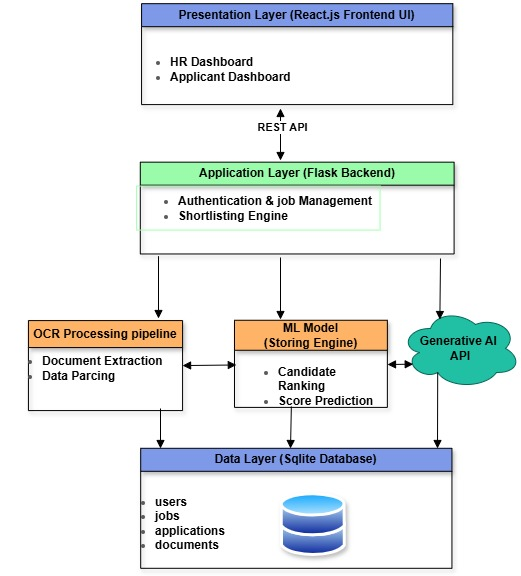 Presentation Layer (React.js Frontend UI)
• HR Dashboard
• Applicant Dashboard
REST API
Application Layer (Flask Backend)
• Authentication & job Management
• Shortlisting Engine
OCR Processing pipeline
• Document Extraction
• Data Parcing
ML Model
(Storing Engine)
• Candidate
Ranking
• Score Prediction
Generative AI
API
Data Layer (Sqlite Database)
• users
• jobs
• applications
• documents